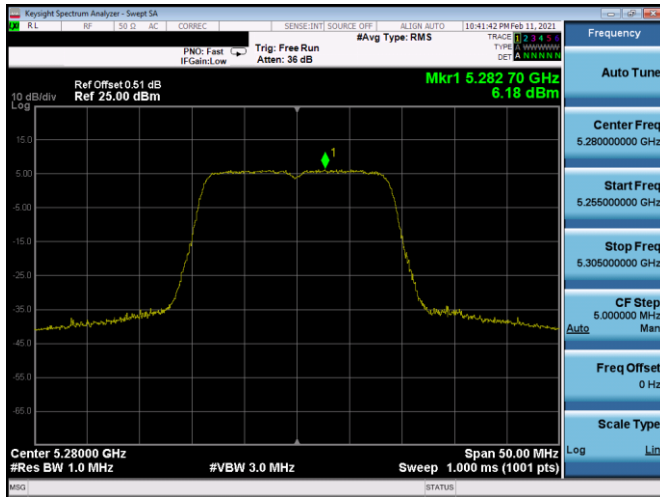 Keysight Spectrum Analyzer - Swept SA
RL RF 50 Ω AC CORREC SENSE:INT SOURCE OFF ALIGN AUTO 10:41:42 PM Feb 11, 2021
#Avg Type: RMS
TRACE 1 2 3 4 5 6
TYPE A WWWWW
DET A N N N N N
PNO: Fast
IFGain:Low
Trig: Free Run
Atten: 36 dB
Mkr1 5.282 70 GHz
6.18 dBm
Ref Offset 0.51 dB
10 dB/div Ref 25.00 dBm
Log
15.0
5.00
1
-5.00
-15.0
-25.0
-35.0
-45.0
-55.0
-65.0
Center 5.28000 GHz
Span 50.00 MHz
#Res BW 1.0 MHz
#VBW 3.0 MHz
Sweep 1.000 ms (1001 pts)
MSG
STATUS
Frequency
Auto Tune
Center Freq
5.280000000 GHz
Start Freq
5.255000000 GHz
Stop Freq
5.305000000 GHz
CF Step
5.000000 MHz
Auto Man
Freq Offset
0 Hz
Scale Type
Log Lin